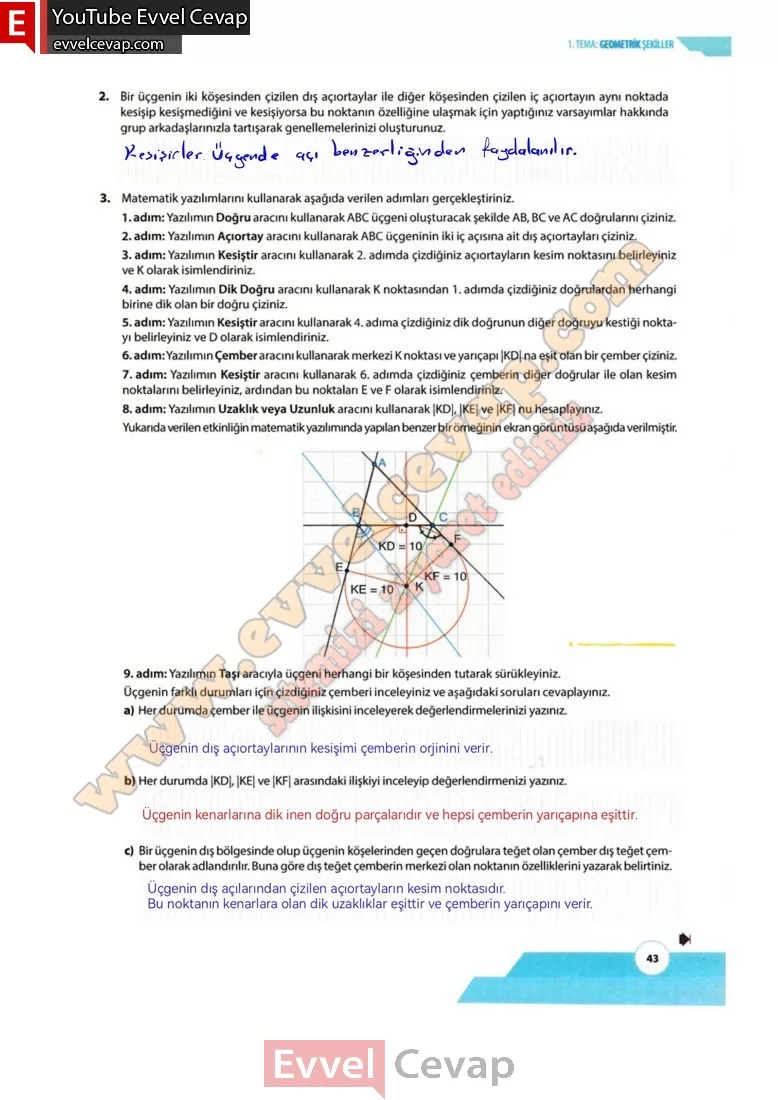 E YouTube Evvel Cevap
evvelcevap.com
1. TEMA: GEOMETRİK ŞEKİLLER
2. Bir üçgenin iki köşesinden çizilen dış açıortaylar ile diğer köşesinden çizilen iç açıortayın aynı noktada
kesişip kesişmediğini ve kesişiyorsa bu noktanın özelliğine ulaşmak için yaptığınız varsayımlar hakkında
grup arkadaşlarınızla tartışarak genellemelerinizi oluşturunuz.
Kesişirler. Üçgende açı benzerliğinden faydalanılır.
3. Matematik yazılımlarını kullanarak aşağıda verilen adımları gerçekleştiriniz.
1. adım: Yazılımın Doğru aracını kullanarak ABC üçgeni oluşturacak şekilde AB, BC ve AC doğrularını çiziniz.
2. adım: Yazılımın Açıortay aracını kullanarak ABC üçgeninin iki iç açısına ait dış açıortayları çiziniz.
3. adım: Yazılımın Kesiştir aracını kullanarak 2. adımda çizdiğiniz açıortayların kesim noktasını belirleyiniz
ve K olarak isimlendiriniz.
4. adım: Yazılımın Dik Doğru aracını kullanarak K noktasından 1. adımda çizdiğiniz doğrulardan herhangi
birine dik olan bir doğru çiziniz.
5. adım: Yazılımın Kesiştir aracını kullanarak 4. adıma çizdiğiniz dik doğrunun diğer doğruyu kestiği nokta-
yı belirleyiniz ve D olarak isimlendiriniz.
6. adım: Yazılımın Çember aracını kullanarak merkezi K noktası ve yarıçapı |KD| na eşit olan bir çember çiziniz.
7. adım: Yazılımın Kesiştir aracını kullanarak 6. adımda çizdiğiniz çemberin diğer doğrular ile olan kesim
noktalarını belirleyiniz, ardından bu noktaları E ve F olarak isimlendiriniz.
8. adım: Yazılımın Uzaklık veya Uzunluk aracını kullanarak |KD|, |KE| ve |KF| nu hesaplayınız.
Yukarıda verilen etkinliğin matematik yazılımında yapılan benzer bir örneğinin ekran görüntüsü aşağıda verilmiştir.
A
B D C
F
KD = 10
E
KF = 10
KE = 10 K
9. adım: Yazılımın Taşı aracıyla üçgeni herhangi bir köşesinden tutarak sürükleyiniz.
Üçgenin farklı durumları için çizdiğiniz çemberi inceleyiniz ve aşağıdaki soruları cevaplayınız.
a) Her durumda çember ile üçgenin ilişkisini inceleyerek değerlendirmelerinizi yazınız.
Üçgenin dış açıortaylarının kesişimi çemberin orjinini verir.
b) Her durumda |KD|, |KE| ve |KF| arasındaki ilişkiyi inceleyip değerlendirmenizi yazınız.
Üçgenin kenarlarına dik inen doğru parçalarıdır ve hepsi çemberin yarıçapına eşittir.
c) Bir üçgenin dış bölgesinde olup üçgenin köşelerinden geçen doğrulara teğet olan çember dış teğet çem-
ber olarak adlandırılır. Buna göre dış teğet çemberin merkezi olan noktanın özelliklerini yazarak belirtiniz.
Üçgenin dış açılarından çizilen açıortayların kesim noktasıdır.
Bu noktanın kenarlara olan dik uzaklıklar eşittir ve çemberin yarıçapını verir.
www.evvelcevap.com
sitemizi ziyaret ediniz
43
Evvel Cevap